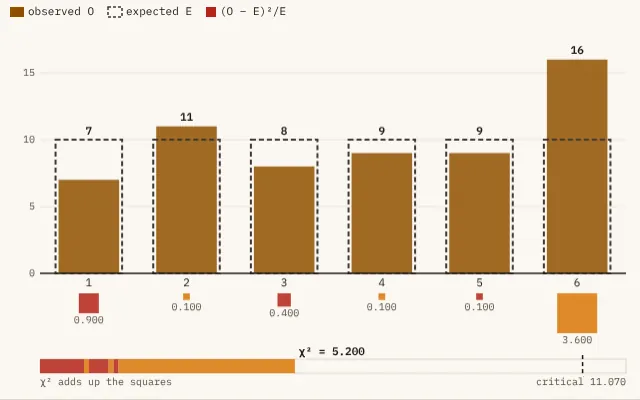 observed O expected E (O − E)²/E
16
15
11
10
7
8
9
9
5
0
1 2 3 4 5 6
0.900 0.100 0.400 0.100 0.100 3.600
χ² = 5.200
χ² adds up the squares critical 11.070